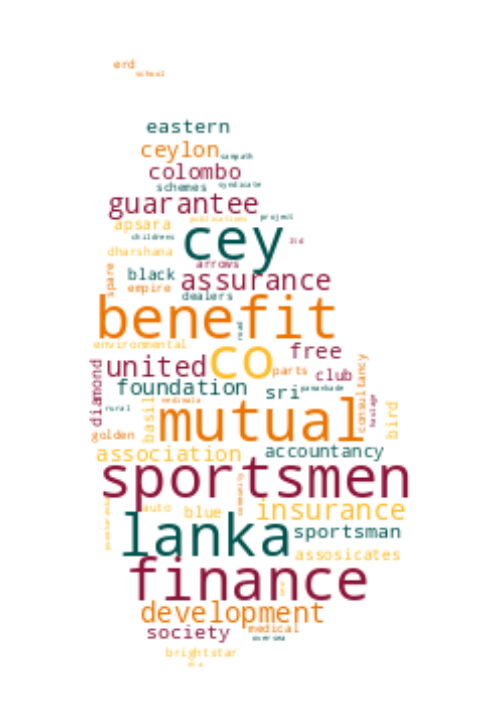 erd
school
eastern
ceylon sampath
colombo
schemes syndicate
guarantee
publications project
apsara
cey
childrens ltd
dharshana
arrows
black assurance
spare empire
dealers
benefit
road
environmental
united co free
diamond parts club
foundation sri
rural basil mutual consultancy haulage bird
golden
association accountancy
sportsmen
community
auto blue insurance
lanka sportsman
assosicates
finance
development
society medical
oversea
brightstar